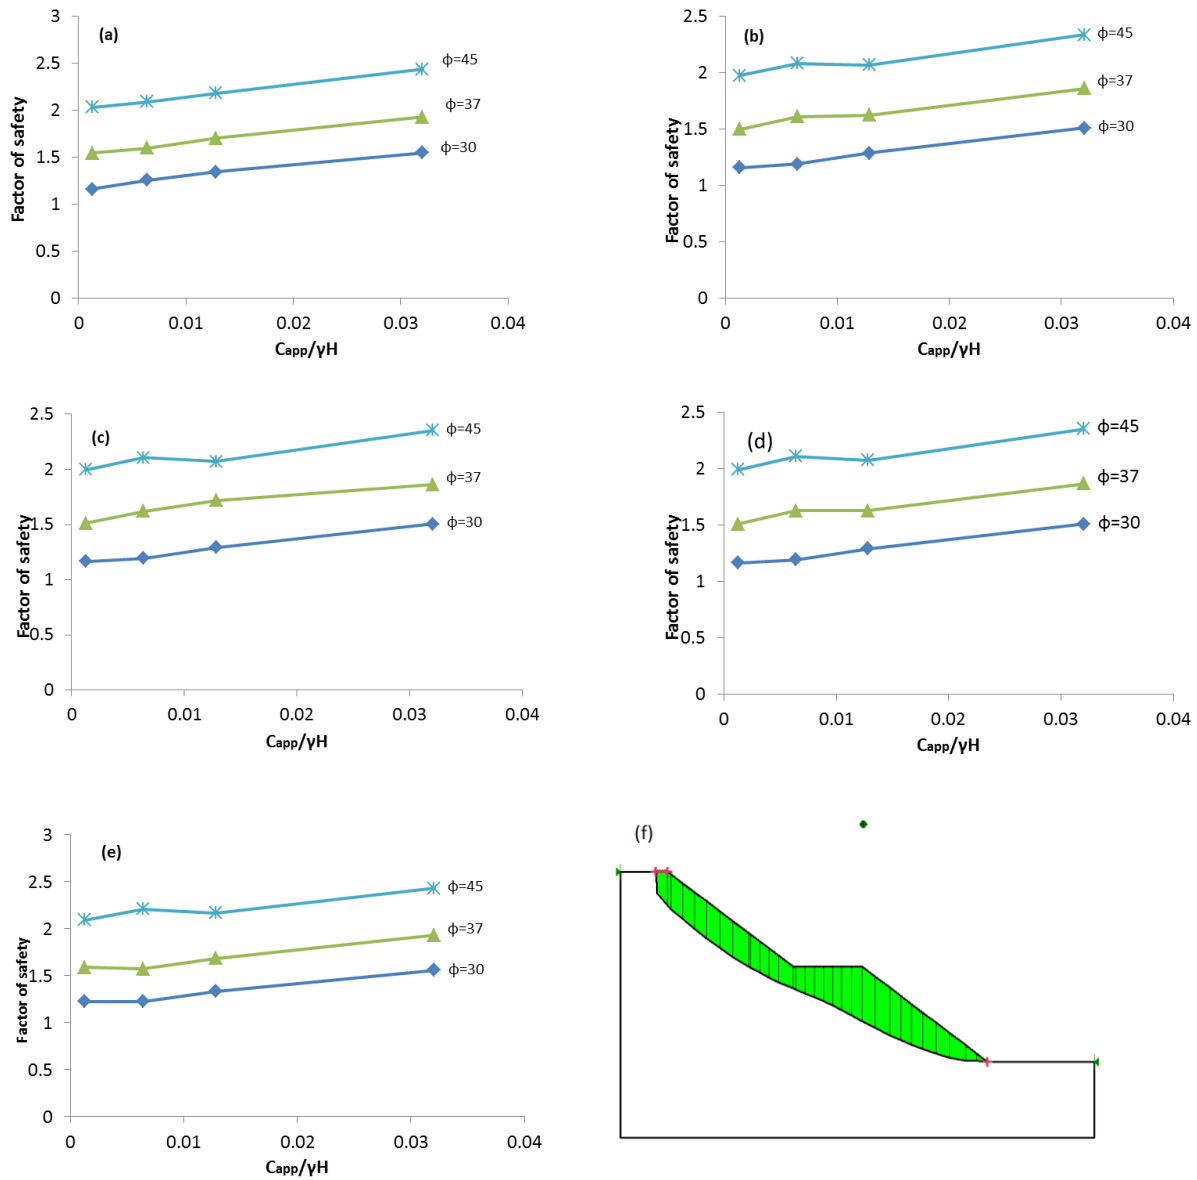 (a)
3
2.5
2
1.5
1
0.5
0
0 0.01 0.02 0.03 0.04
Factor of safety
Capp/γH
ϕ=45
ϕ=37
ϕ=30
(b)
2.5
2
1.5
1
0.5
0
0 0.01 0.02 0.03 0.04
Factor of safety
Capp/γH
ϕ=45
ϕ=37
ϕ=30
(c)
2.5
2
1.5
1
0.5
0
0 0.01 0.02 0.03 0.04
Factor of safety
Capp/γH
ϕ=45
ϕ=37
ϕ=30
(d)
2.5
2
1.5
1
0.5
0
0 0.01 0.02 0.03 0.04
Factor of safety
Capp/γH
ϕ=45
ϕ=37
ϕ=30
(e)
3
2.5
2
1.5
1
0.5
0
0 0.01 0.02 0.03 0.04
Factor of safety
Capp/γH
ϕ=45
ϕ=37
ϕ=30
(f)